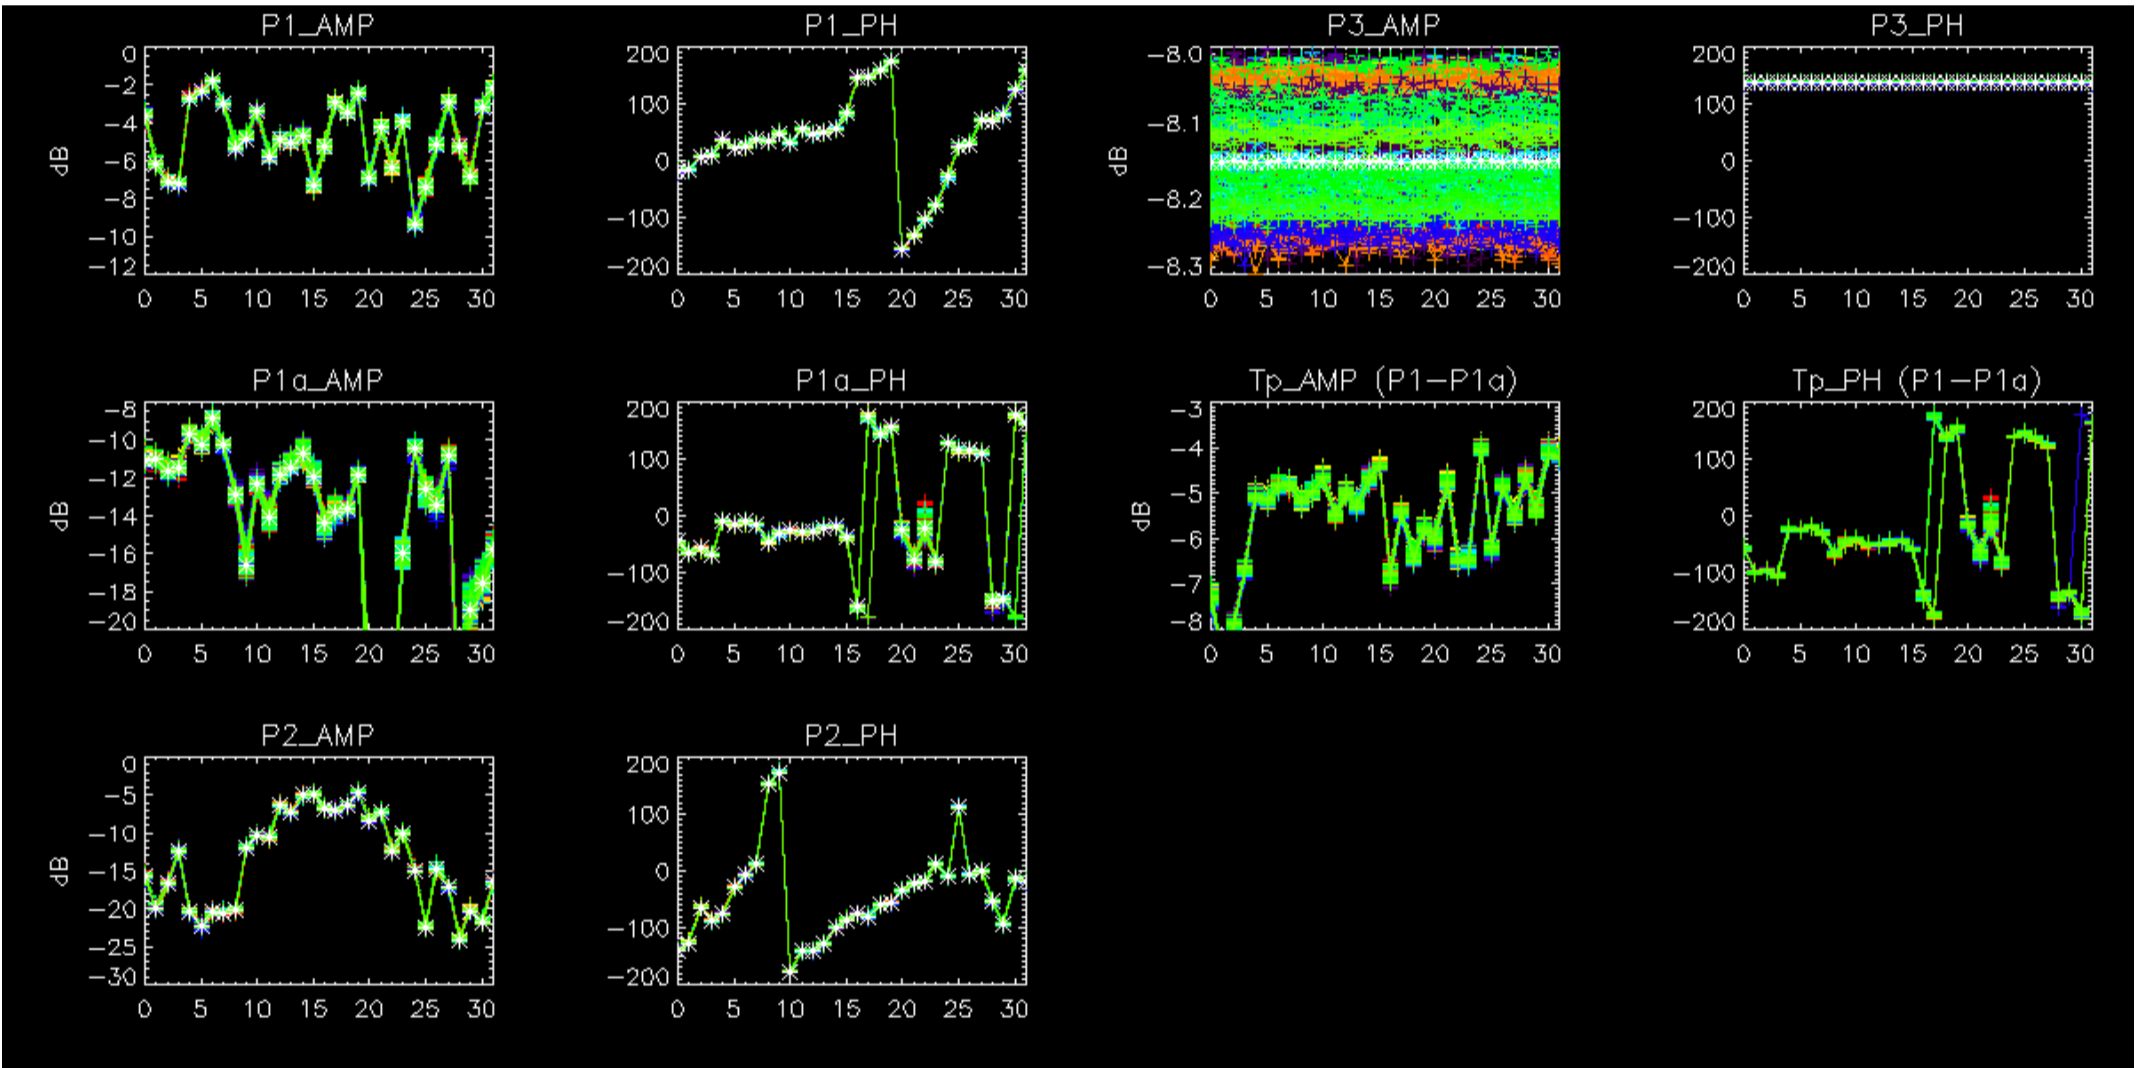 P1_AMP P1_PH P3_AMP P3_PH
0 200 -8.0 200
-2
100 -8.1 100
-4
dB -6 0 dB 0
-8 -100 -8.2 -100
-10
-12 -200 -8.3 -200
0 5 10 15 20 25 30 0 5 10 15 20 25 30 0 5 10 15 20 25 30 0 5 10 15 20 25 30
P1a_AMP P1a_PH Tp_AMP (P1-P1a) Tp_PH (P1-P1a)
-8 200 -3 200
-10 100 -4 100
-12
dB -14 0 dB -5 0
-16 -100 -6 -100
-18 -7
-20 -200 -8 -200
0 5 10 15 20 25 30 0 5 10 15 20 25 30 0 5 10 15 20 25 30 0 5 10 15 20 25 30
P2_AMP P2_PH
0 200
-5 100
-10
dB -15 0
-20 -100
-25
-30 -200
0 5 10 15 20 25 30 0 5 10 15 20 25 30